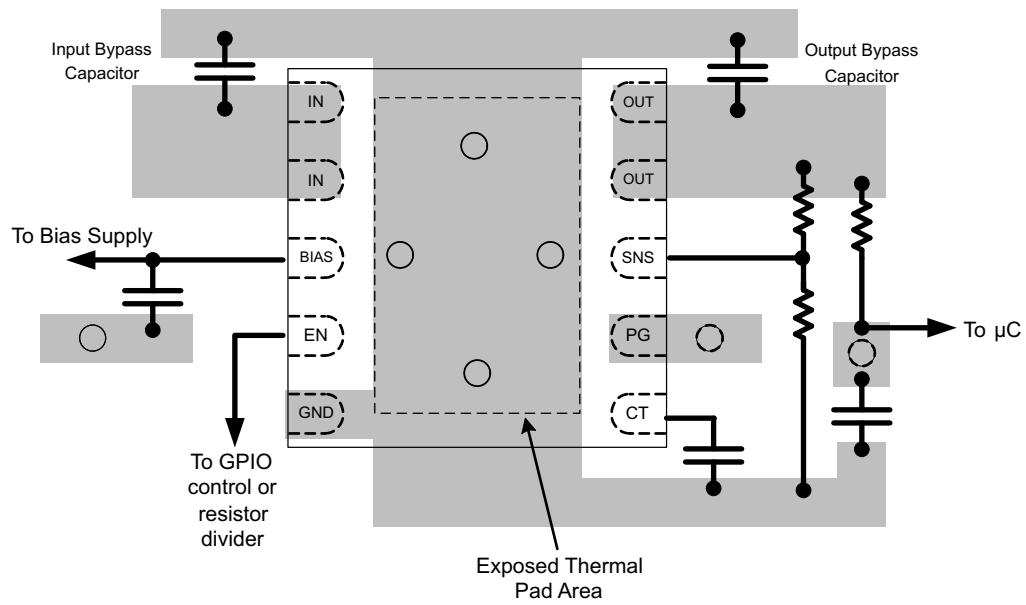 Input Bypass
Capacitor
Output Bypass
Capacitor
IN
OUT
IN
OUT
To Bias Supply
BIAS
SNS
EN
PG
To µC
GND
CT
To GPIO
control or
resistor
divider
Exposed Thermal
Pad Area